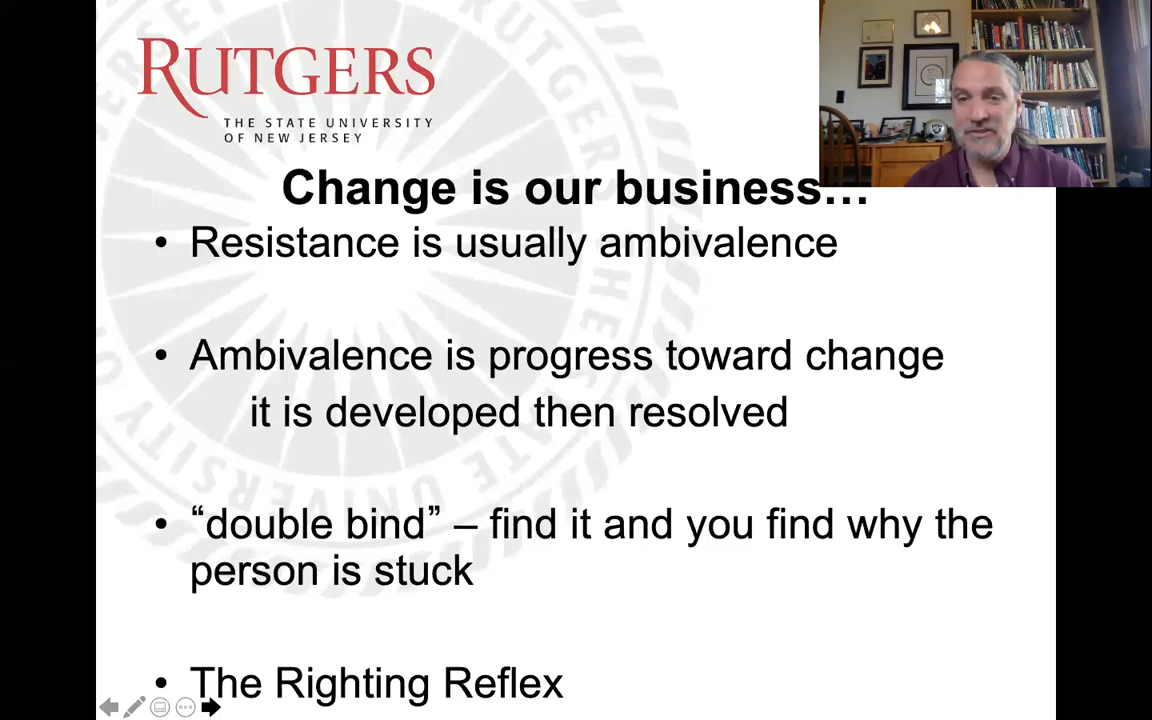 RUTGERS
THE STATE UNIVERSITY
OF NEW JERSEY
Change is our business…
• Resistance is usually ambivalence
• Ambivalence is progress toward change
it is developed then resolved
• “double bind” – find it and you find why the
person is stuck
• The Righting Reflex